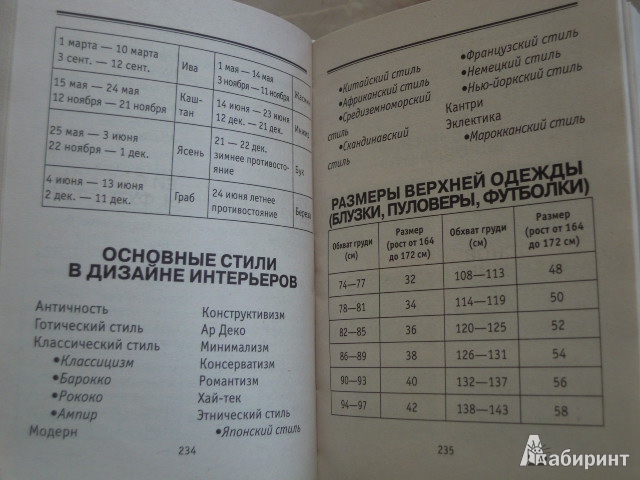 1 марта — 10 марта
3 сент. — 12 сент.
Ива
1 мая — 14 мая
3 ноября — 11 ноября
15 мая — 24 мая
12 ноября — 21 ноября
Каш-
тан
14 июня — 23 июня
12 дек. — 21 дек.
25 мая — 3 июня
22 ноября — 1 дек.
Ясень
21 — 22 дек.—
зимнее противосто-
яние
Бук
4 июня — 13 июня
2 дек. — 11 дек.
Граб
24 июня летнее
противостояние
ОСНОВНЫЕ СТИЛИ
В ДИЗАЙНЕ ИНТЕРЬЕРОВ
Античность
Готический стиль
Классический стиль
•Классицизм
•Барокко
•Рококо
•Ампир
Модерн
Конструктивизм
Ар Деко
Минимализм
Консерватизм
Романтизм
Хай-тек
Этнический стиль
•Японский стиль
234
•Китайский стиль
•Африканский стиль
•Средиземноморский
стиль
•Скандинавский
стиль
•Французский стиль
•Немецкий стиль
•Нью-йоркский стиль
Кантри
Эклектика
•Марокканский стиль
РАЗМЕРЫ ВЕРХНЕЙ ОДЕЖДЫ
(БЛУЗКИ, ПУЛОВЕРЫ, ФУТБОЛКИ)
Обхват груди
(см)
Размер
(рост от 164
до 172 см)
Обхват груди
(см)
Размер
(рост от 164
до 172 см)
74—77 32 108—113 48
78—81 34 114—119 50
82—85 36 120—125 52
86—89 38 126—131 54
90—93 40 132—137 56
94—97 42 138—143 58
235
Лабиринт